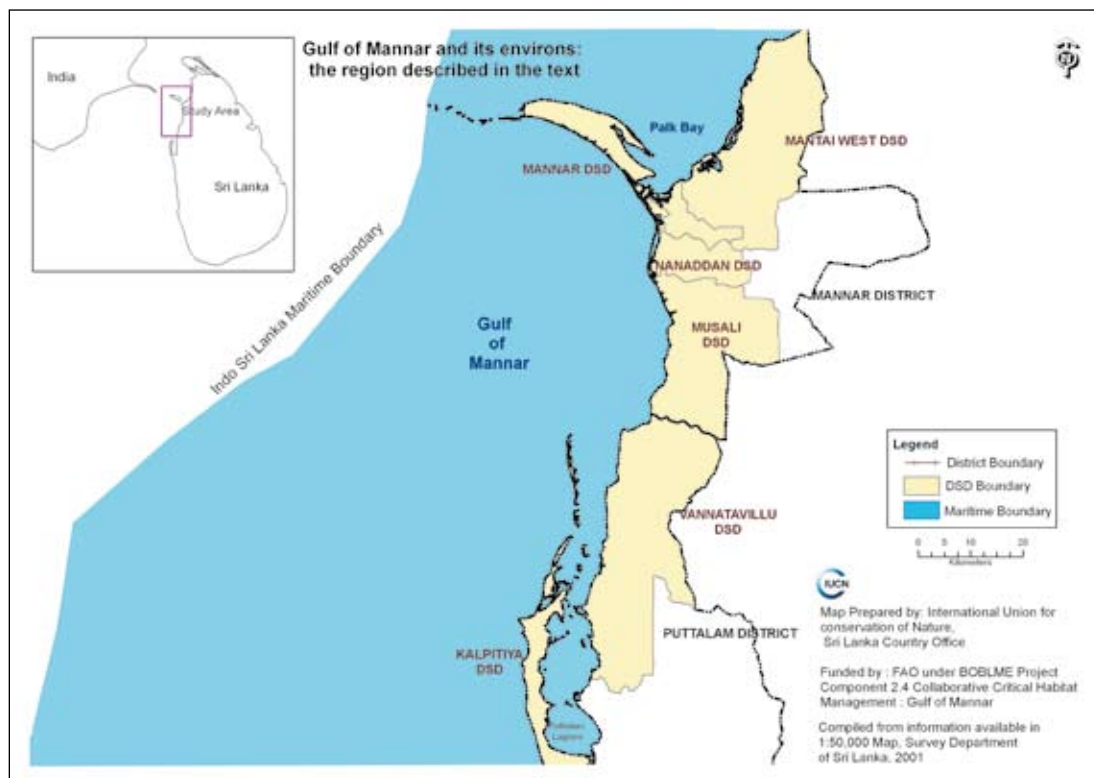 Gulf of Mannar and its environs:
the region described in the text
India
Study Area
Sri Lanka
Palk Bay
MANTAI WEST DSD
MANNAR DSD
Indo Sri Lanka Maritime Boundary
NANADDAN DSD
MANNAR DISTRICT
MUSALI
DSD
Gulf
of
Mannar
Legend
District Boundary
DSD Boundary
Maritime Boundary
0 5 10 20
Kilometers
VANNATAVILLU
DSD
IUCN
Map Prepared by: International Union for
conservation of Nature,
Sri Lanka Country Office
PUTTALAM DISTRICT
KALPITIYA
DSD
Funded by : FAO under BOBLME Project
Component 2.4 Collaborative Critical Habitat
Management : Gulf of Mannar
Lagoon
Compiled from information available in
1:50,000 Map, Survey Department
of Sri Lanka, 2001